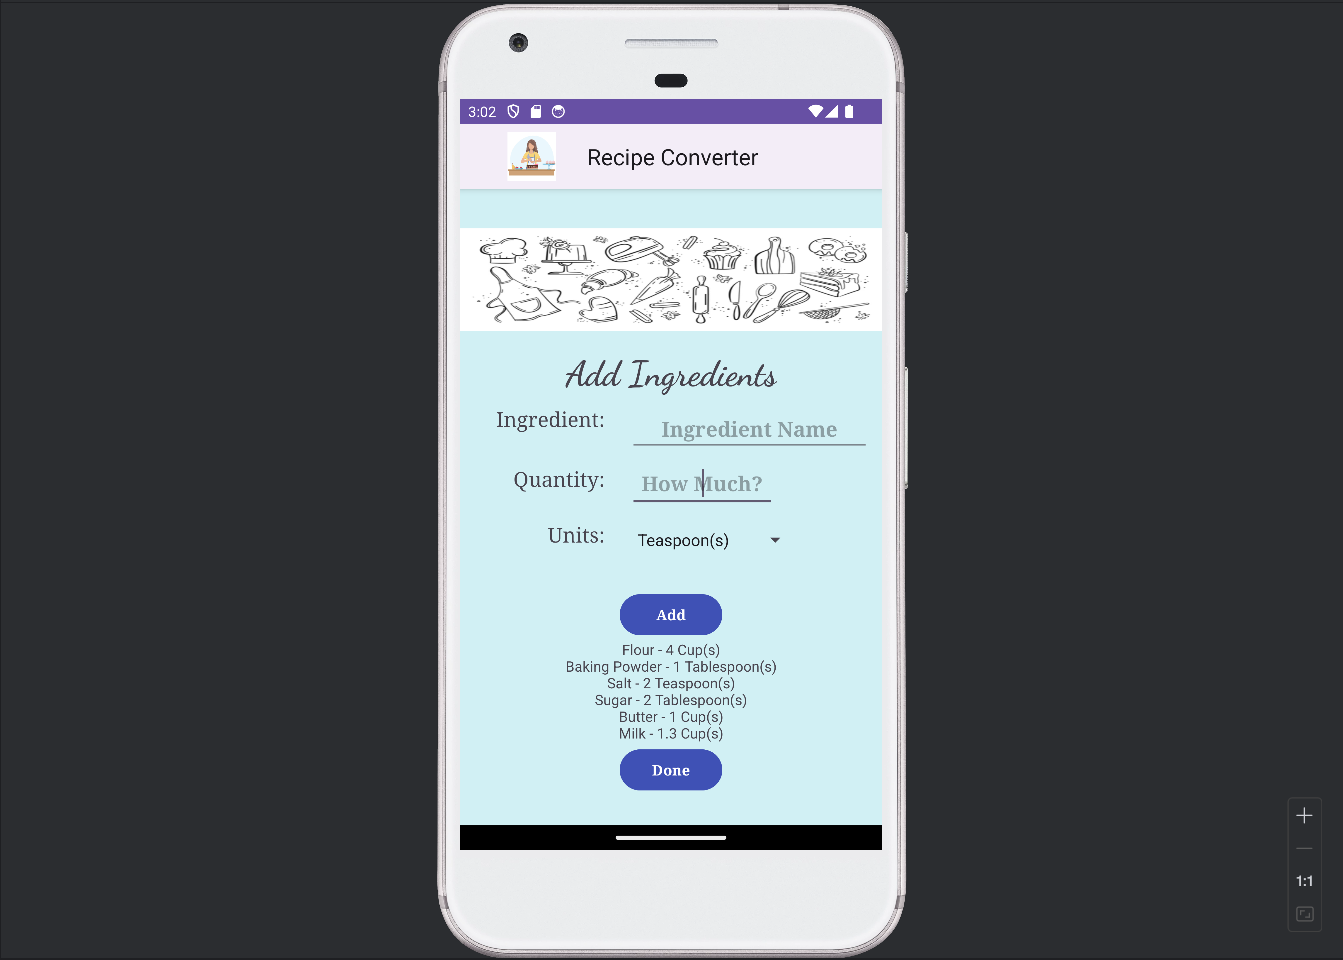 3:02
Recipe Converter
Add Ingredients
Ingredient:
Ingredient Name
Quantity:
How Much?
Units:
Teaspoon(s)
Add
Flour - 4 Cup(s)
Baking Powder - 1 Tablespoon(s)
Salt - 2 Teaspoon(s)
Sugar - 2 Tablespoon(s)
Butter - 1 Cup(s)
Milk - 1.3 Cup(s)
Done
1:1